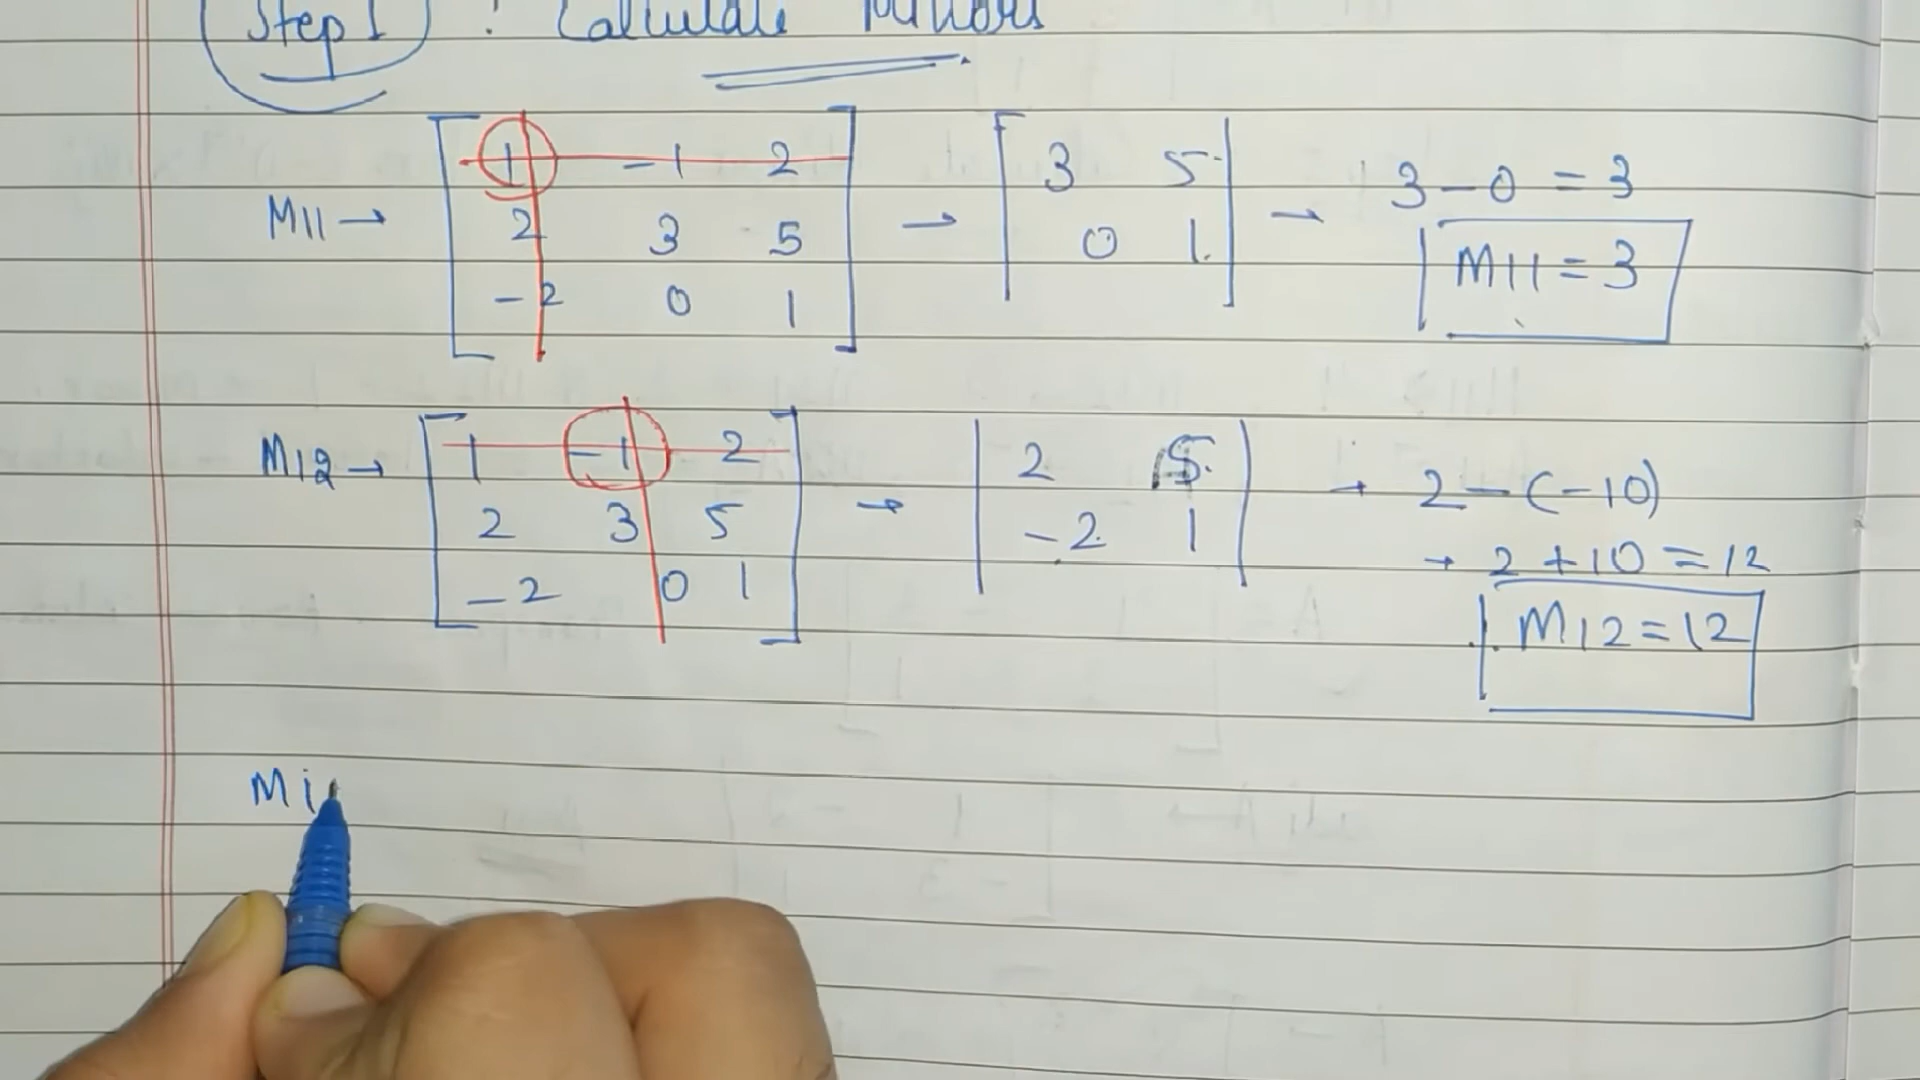 Step 1 : Calculate Minors
M11 → [ 1 -1 2 → | 3 5 → 3 - 0 = 3
2 3 5 0 1 | M11 = 3
-2 0 1 ]
M12 → [ 1 -1 2 → | 2 5 → 2 - (-10)
2 3 5 -2 1 | → 2 + 10 = 12
-2 0 1 ] M12 = 12
M1